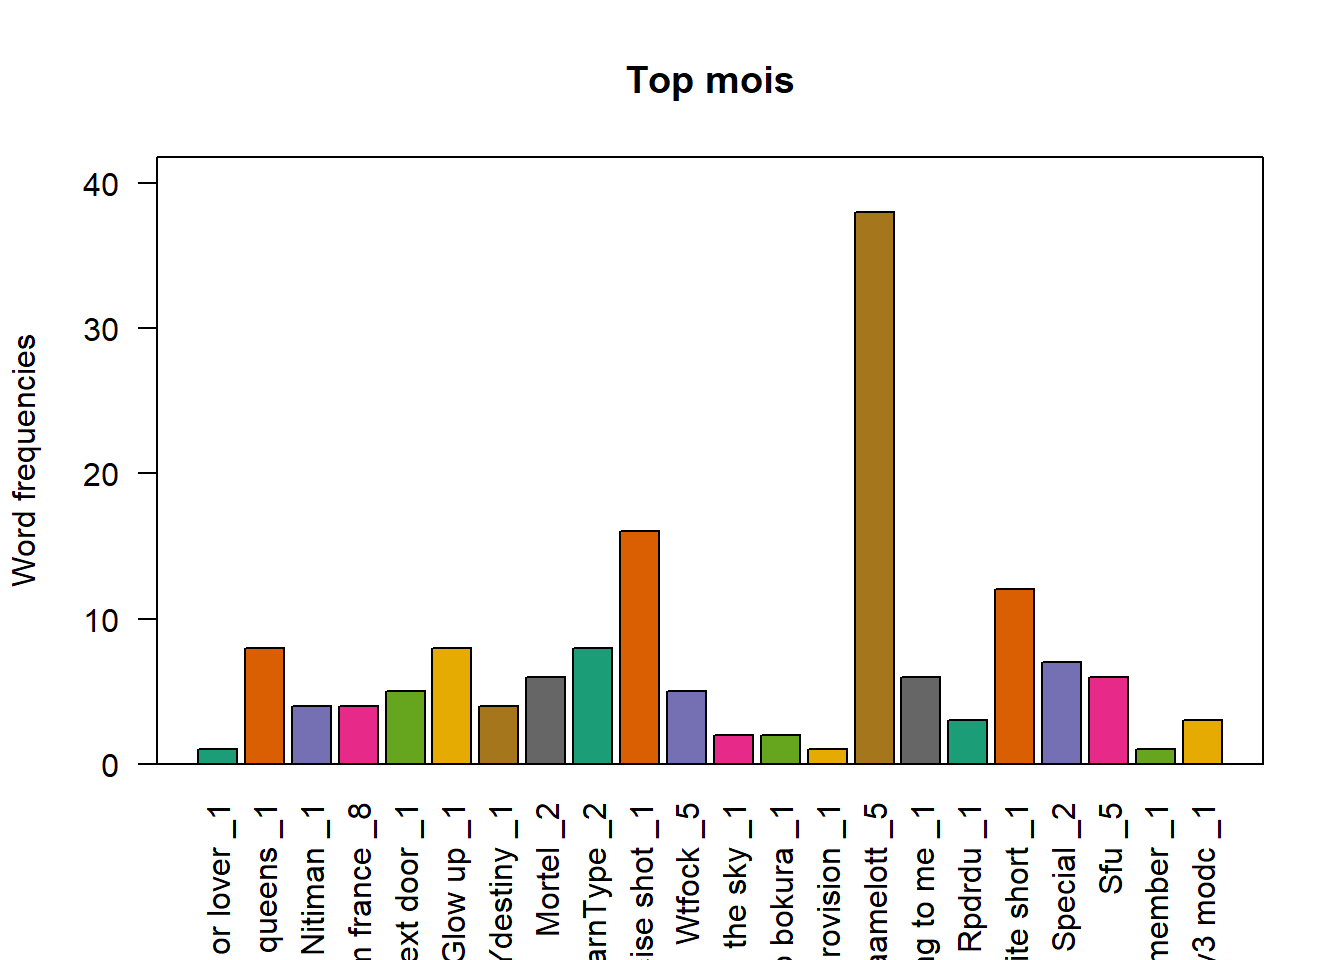 Top mois
Word frequencies
40
30
20
10
0
or lover _1
queens _1
Nitiman _1
m france _8
ext door _1
Glow up _1
Ydestiny _1
Mortel _2
arnType _2
ise shot _1
Wtfock _5
the sky _1
o bokura _1
rovision _1
aamelott _5
ng to me _1
Rpdrdu _1
ite short _1
Special _2
Sfu _5
member _1
v3 modc _1